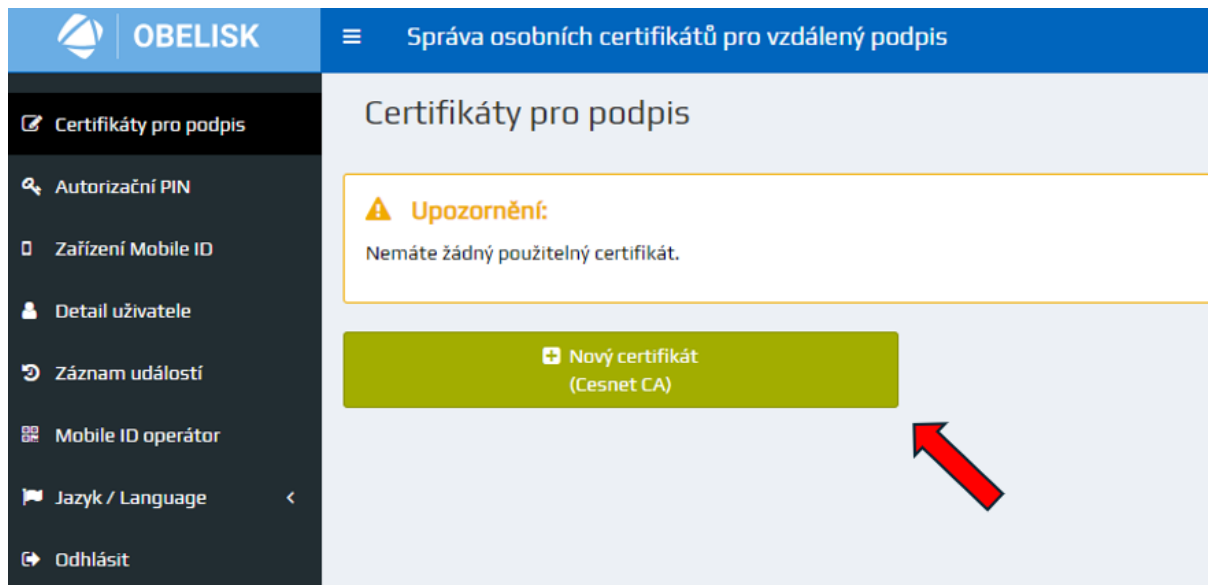 OBELISK
Správa osobních certifikátů pro vzdálený podpis
Certifikáty pro podpis
Autorizační PIN
Zařízení Mobile ID
Detail uživatele
Záznam událostí
Mobile ID operátor
Jazyk / Language
Odhlásit
Certifikáty pro podpis
Upozornění:
Nemáte žádný použitelný certifikát.
Nový certifikát
(Cesnet CA)